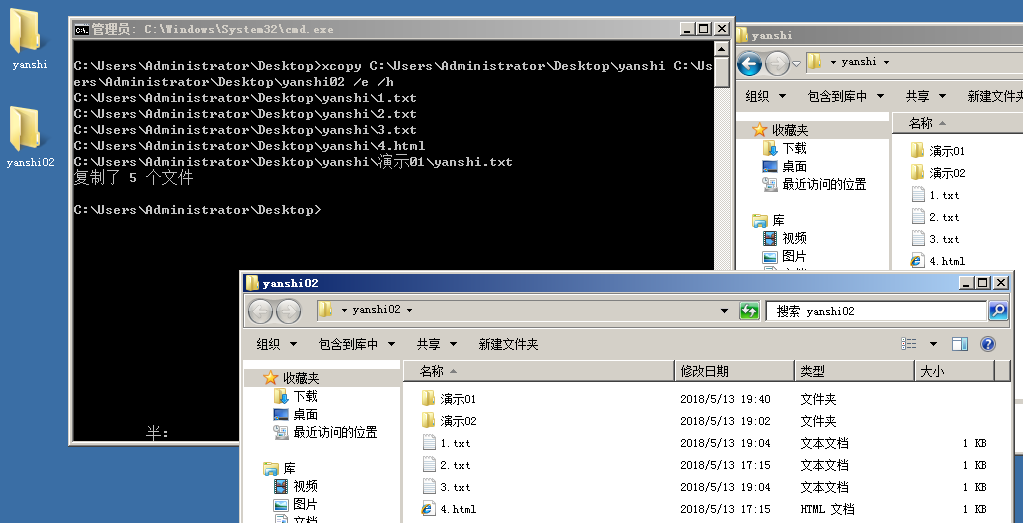 yanshi
yanshi02
管理员: C:\Windows\System32\cmd.exe
C:\Users\Administrator\Desktop>xcopy C:\Users\Administrator\Desktop\yanshi C:\Us
ers\Administrator\Desktop\yanshi02 /e /h
C:\Users\Administrator\Desktop\yanshi\1.txt
C:\Users\Administrator\Desktop\yanshi\2.txt
C:\Users\Administrator\Desktop\yanshi\3.txt
C:\Users\Administrator\Desktop\yanshi\4.html
C:\Users\Administrator\Desktop\yanshi\演示01\yanshi.txt
复制了 5 个文件
C:\Users\Administrator\Desktop>
半:
yanshi
yanshi
组织 包含到库中 共享 新建文件夹
收藏夹
下载
桌面
最近访问的位置
库
视频
图片
名称
演示01
演示02
1.txt
2.txt
3.txt
4.html
yanshi02
yanshi02 搜索 yanshi02
组织 包含到库中 共享 新建文件夹
收藏夹
下载
桌面
最近访问的位置
库
视频
图片
文档
名称 修改日期 类型 大小
演示01 2018/5/13 19:40 文件夹
演示02 2018/5/13 19:02 文件夹
1.txt 2018/5/13 19:04 文本文档 1 KB
2.txt 2018/5/13 17:15 文本文档 1 KB
3.txt 2018/5/13 19:04 文本文档 1 KB
4.html 2018/5/13 17:15 HTML 文档 1 KB